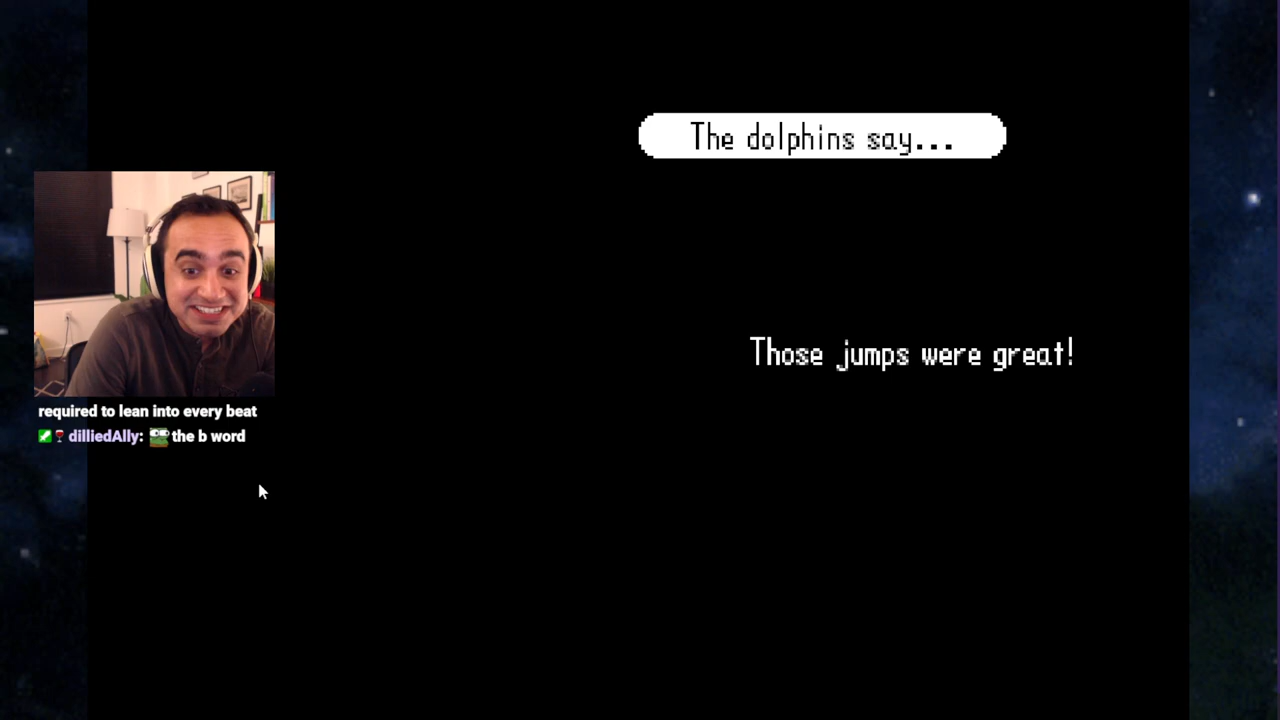 The dolphins say...
Those jumps were great!
required to lean into every beat
dilliedAlly: the b word